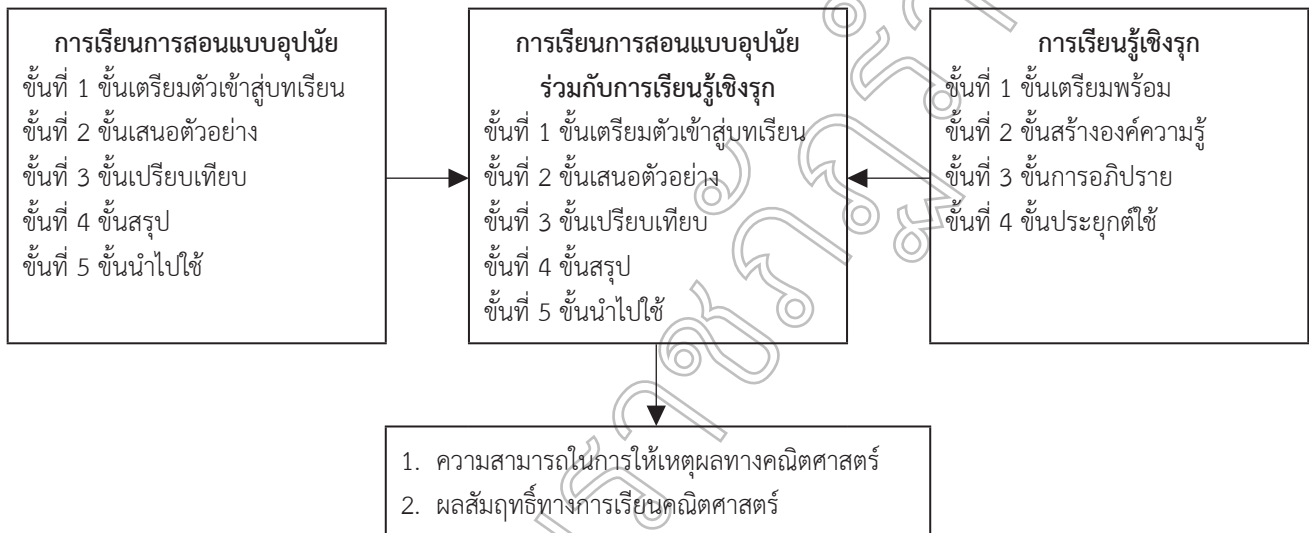 การเรียนการสอนแบบอุปนัย
ขั้นที่ 1 ขั้นเตรียมตัวเข้าสู่บทเรียน
ขั้นที่ 2 ขั้นเสนอตัวอย่าง
ขั้นที่ 3 ขั้นเปรียบเทียบ
ขั้นที่ 4 ขั้นสรุป
ขั้นที่ 5 ขั้นนำไปใช้
การเรียนการสอนแบบอุปนัย
ร่วมกับการเรียนรู้เชิงรุก
ขั้นที่ 1 ขั้นเตรียมตัวเข้าสู่บทเรียน
ขั้นที่ 2 ขั้นเสนอตัวอย่าง
ขั้นที่ 3 ขั้นเปรียบเทียบ
ขั้นที่ 4 ขั้นสรุป
ขั้นที่ 5 ขั้นนำไปใช้
การเรียนรู้เชิงรุก
ขั้นที่ 1 ขั้นเตรียมพร้อม
ขั้นที่ 2 ขั้นสร้างองค์ความรู้
ขั้นที่ 3 ขั้นการอภิปราย
ขั้นที่ 4 ขั้นประยุกต์ใช้
1. ความสามารถในการให้เหตุผลทางคณิตศาสตร์
2. ผลสัมฤทธิ์ทางการเรียนคณิตศาสตร์